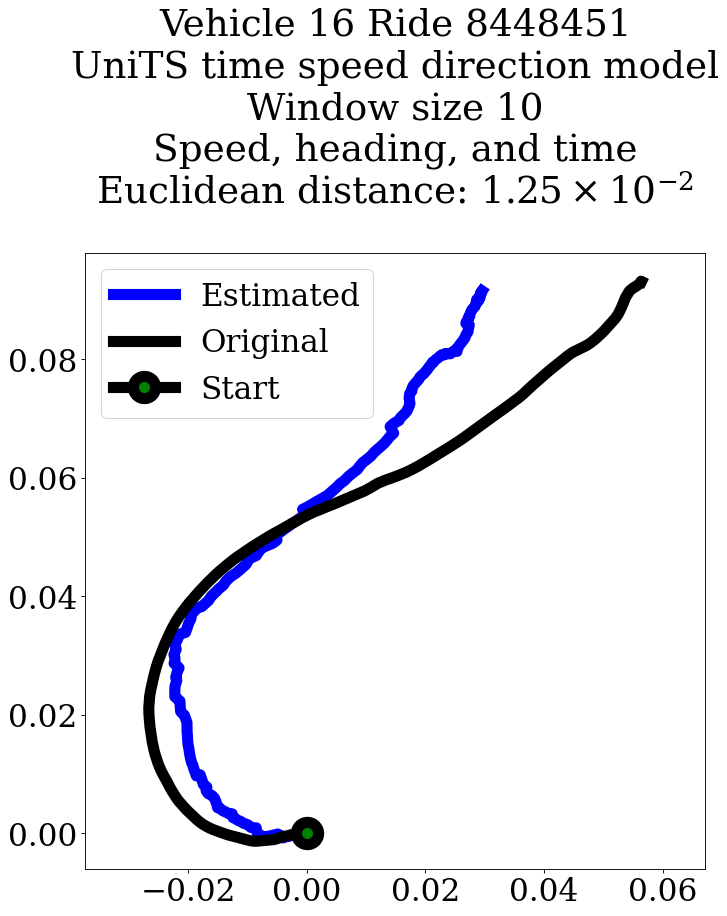 Vehicle 16 Ride 8448451
UniTS time speed direction model
Window size 10
Speed, heading, and time
Euclidean distance: 1.25 × 10⁻²
Estimated
Original
Start
0.08
0.06
0.04
0.02
0.00
−0.02 0.00 0.02 0.04 0.06